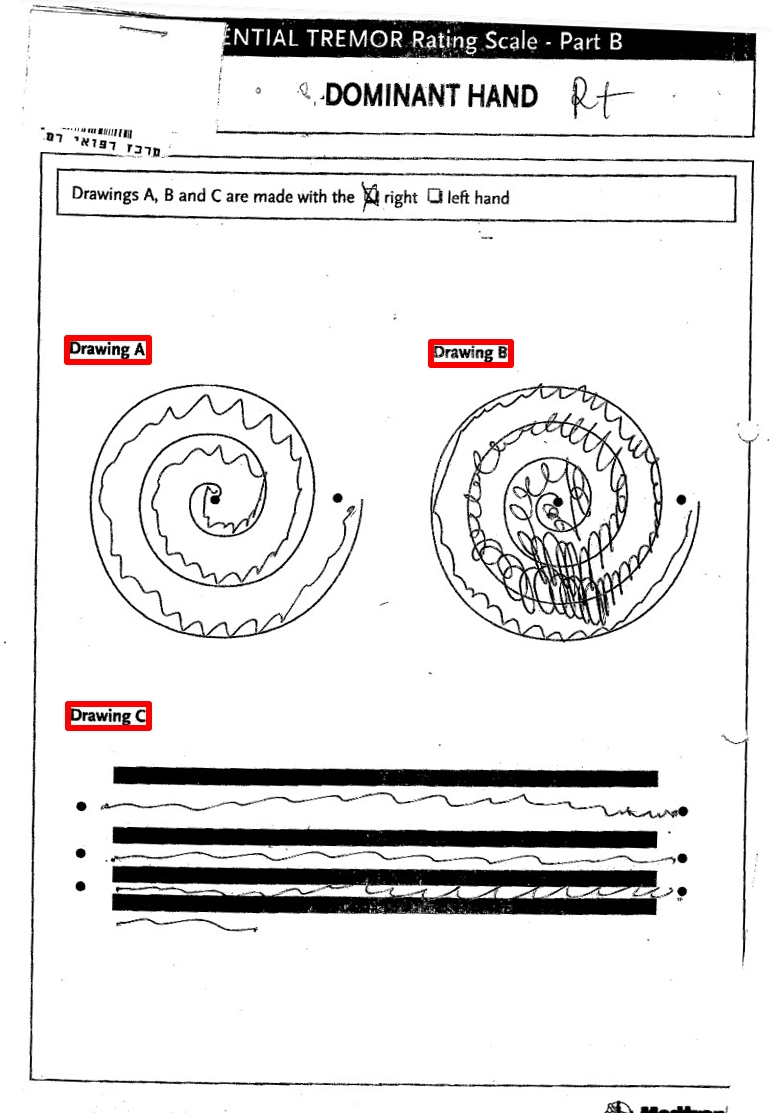 ENTIAL TREMOR Rating Scale - Part B
DOMINANT HAND Rt
מרכז רפואי רמ
Drawings A, B and C are made with the right left hand
Drawing A
Drawing B
Drawing C